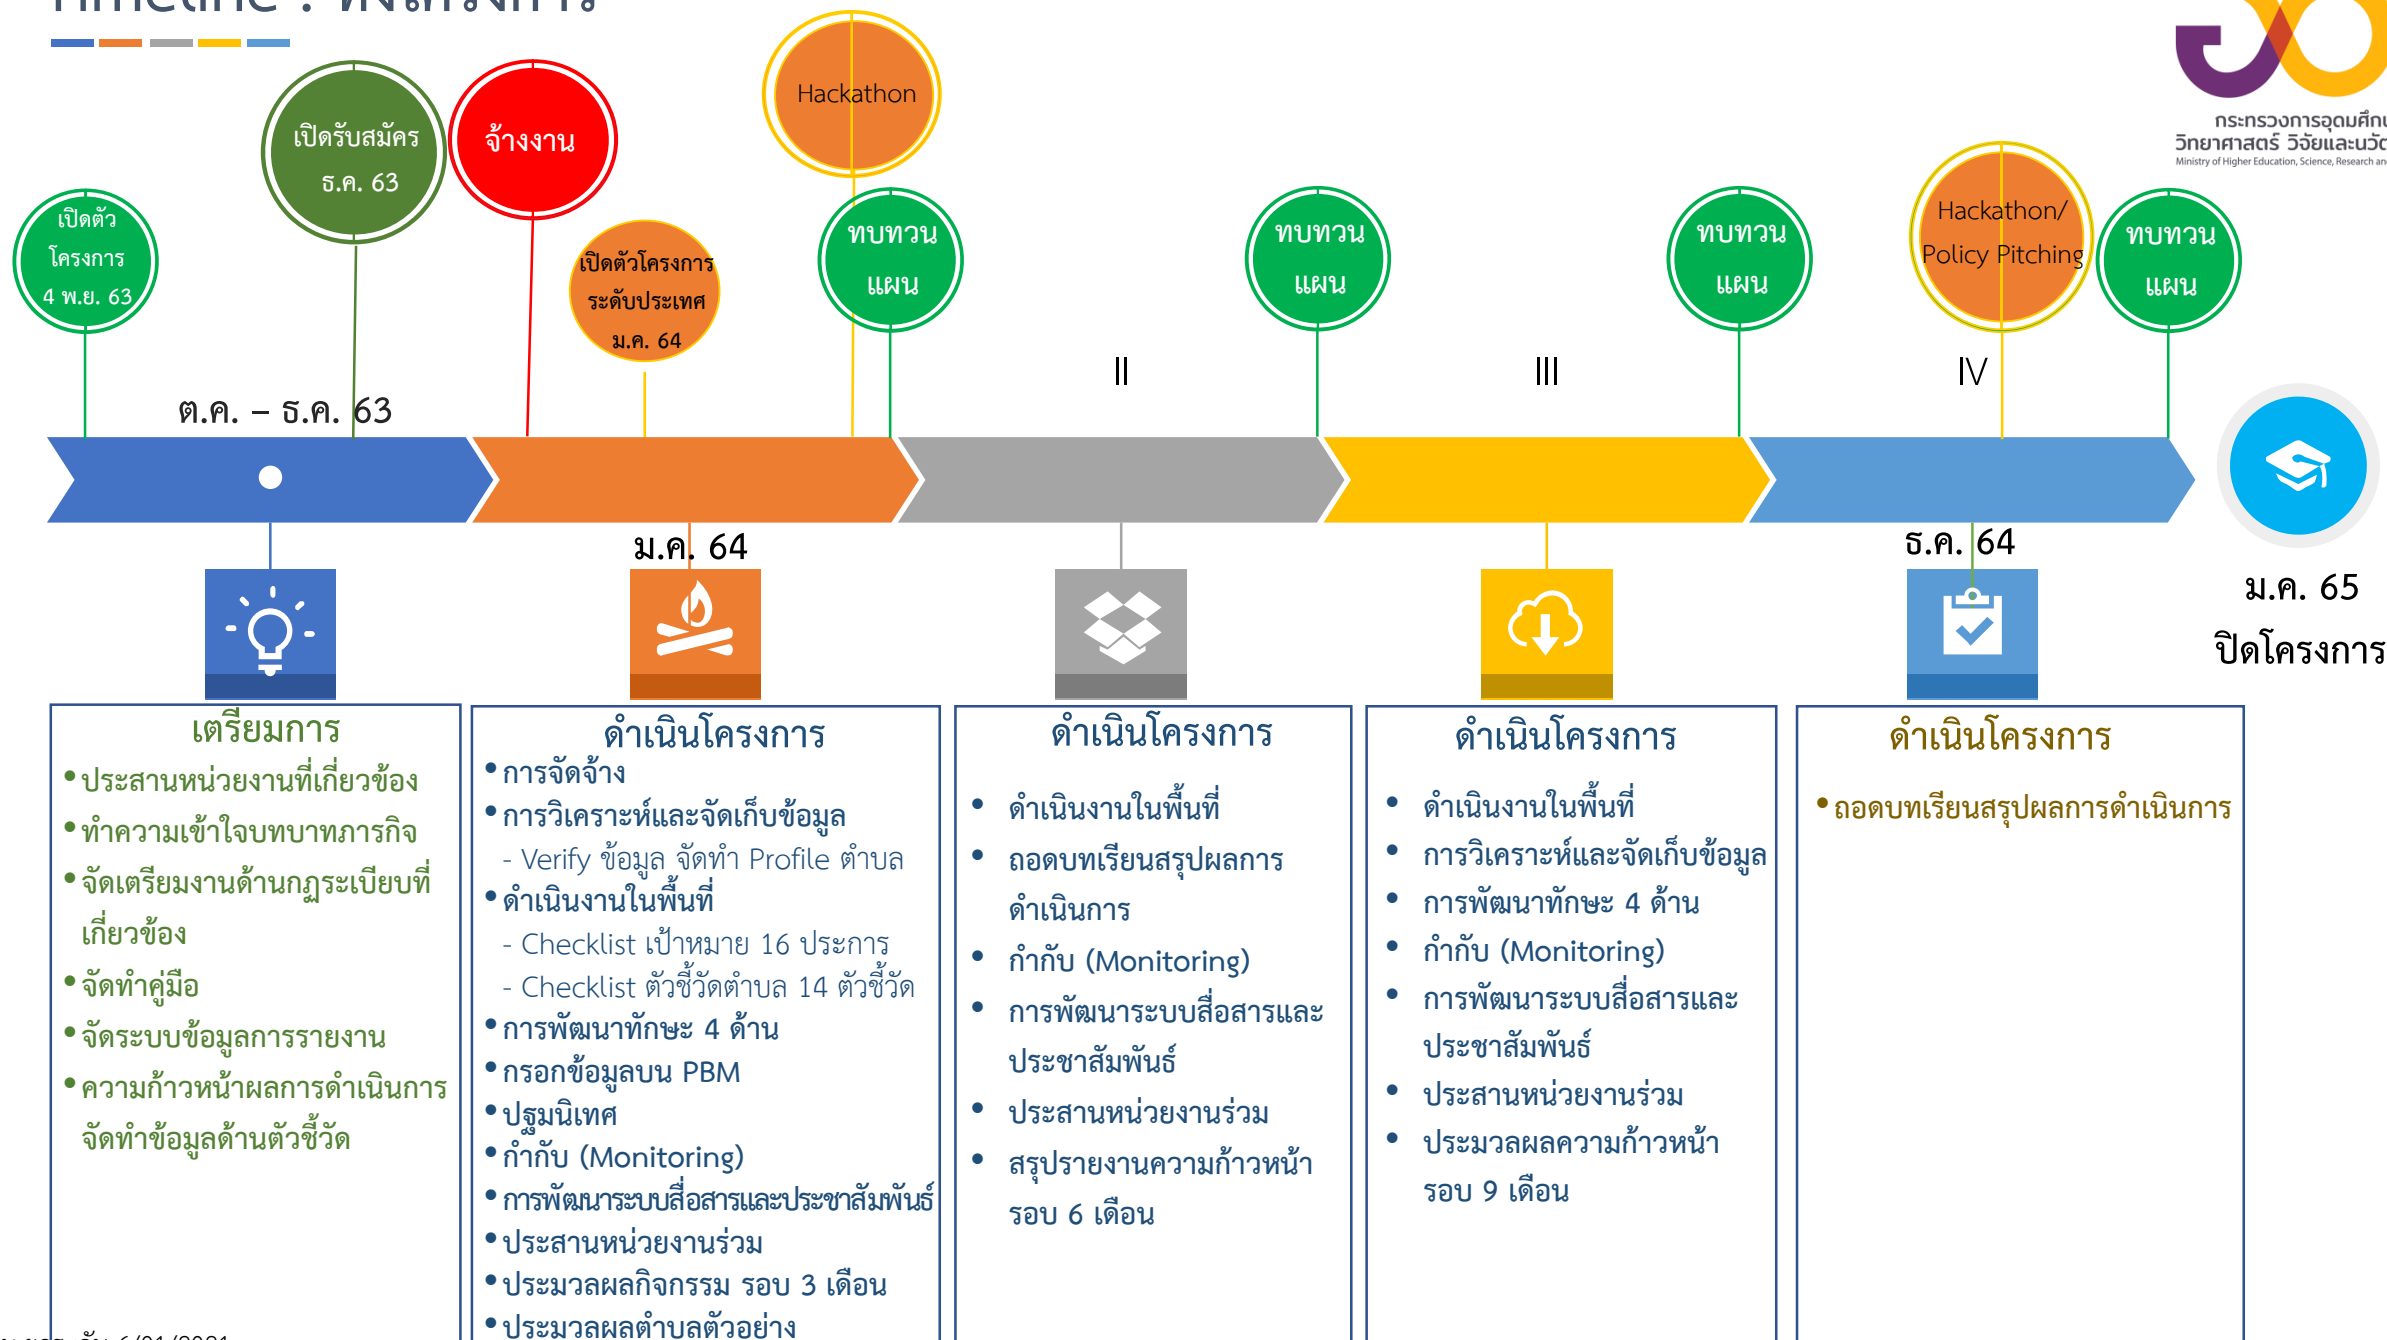 Timeline : ทั้งโครงการ
กระทรวงการอุดมศึกษ
วิทยาศาสตร์ วิจัยและนวัต
Ministry of Higher Education, Science, Research an
เปิดตัว
โครงการ
4 พ.ย. 63
เปิดรับสมัคร
ธ.ค. 63
จ้างงาน
เปิดตัวโครงการ
ระดับประเทศ
ม.ค. 64
Hackathon
ทบทวน
แผน
ทบทวน
แผน
ทบทวน
แผน
Hackathon/
Policy Pitching
ทบทวน
แผน
ต.ค. – ธ.ค. 63
II
III
IV
ม.ค. 64
ธ.ค. 64
ม.ค. 65
ปิดโครงการ
เตรียมการ
• ประสานหน่วยงานที่เกี่ยวข้อง
• ทำความเข้าใจบทบาทภารกิจ
• จัดเตรียมงานด้านกฏระเบียบที่
เกี่ยวข้อง
• จัดทำคู่มือ
• จัดระบบข้อมูลการรายงาน
• ความก้าวหน้าผลการดำเนินการ
จัดทำข้อมูลด้านตัวชี้วัด
ดำเนินโครงการ
• การจัดจ้าง
• การวิเคราะห์และจัดเก็บข้อมูล
- Verify ข้อมูล จัดทำ Profile ตำบล
• ดำเนินงานในพื้นที่
- Checklist เป้าหมาย 16 ประการ
- Checklist ตัวชี้วัดตำบล 14 ตัวชี้วัด
• การพัฒนาทักษะ 4 ด้าน
• กรอกข้อมูลบน PBM
• ปฐมนิเทศ
• กำกับ (Monitoring)
• การพัฒนาระบบสื่อสารและประชาสัมพันธ์
• ประสานหน่วยงานร่วม
• ประมวลผลกิจกรรม รอบ 3 เดือน
• ประมวลผลตำบลตัวอย่าง
ดำเนินโครงการ
• ดำเนินงานในพื้นที่
• ถอดบทเรียนสรุปผลการ
ดำเนินการ
• กำกับ (Monitoring)
• การพัฒนาระบบสื่อสารและ
ประชาสัมพันธ์
• ประสานหน่วยงานร่วม
• สรุปรายงานความก้าวหน้า
รอบ 6 เดือน
ดำเนินโครงการ
• ดำเนินงานในพื้นที่
• การวิเคราะห์และจัดเก็บข้อมูล
• การพัฒนาทักษะ 4 ด้าน
• กำกับ (Monitoring)
• การพัฒนาระบบสื่อสารและ
ประชาสัมพันธ์
• ประสานหน่วยงานร่วม
• ประมวลผลความก้าวหน้า
รอบ 9 เดือน
ดำเนินโครงการ
• ถอดบทเรียนสรุปผลการดำเนินการ
6/01/2021